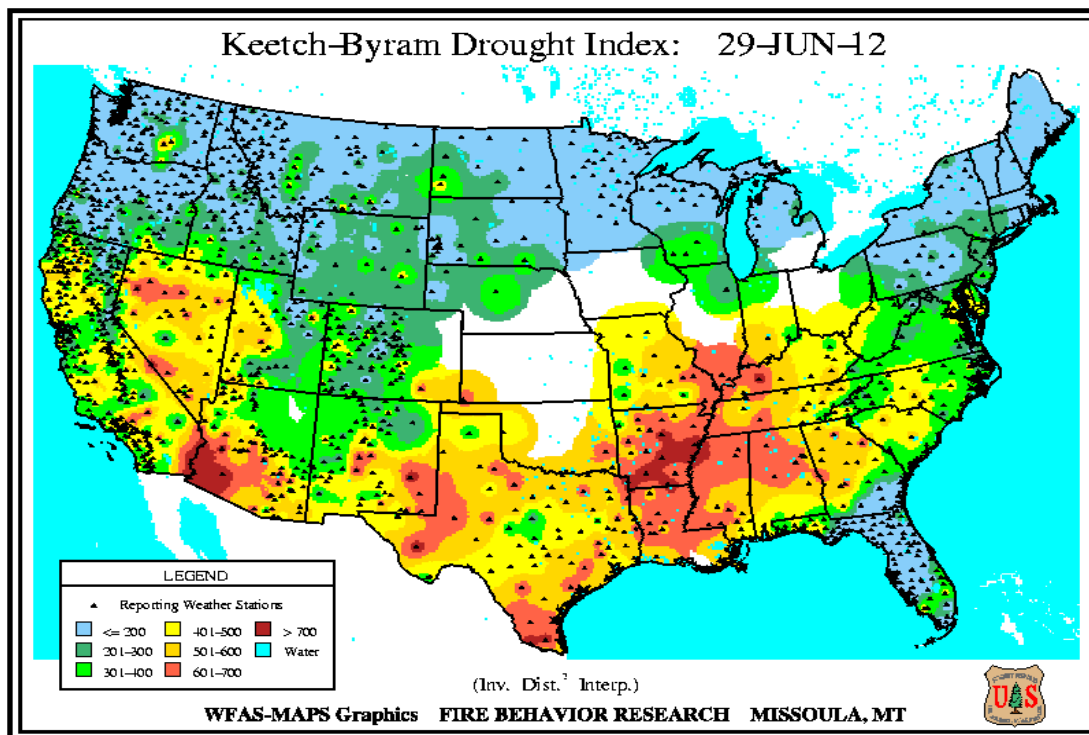 Keetch-Byram Drought Index: 29-JUN-12
LEGEND
Reporting Weather Stations
<= 200 401-500 > 700
201-300 501-600 Water
301-400 601-700
(Inv. Dist.² Interp.)
WFAS-MAPS Graphics FIRE BEHAVIOR RESEARCH MISSOULA, MT
U S